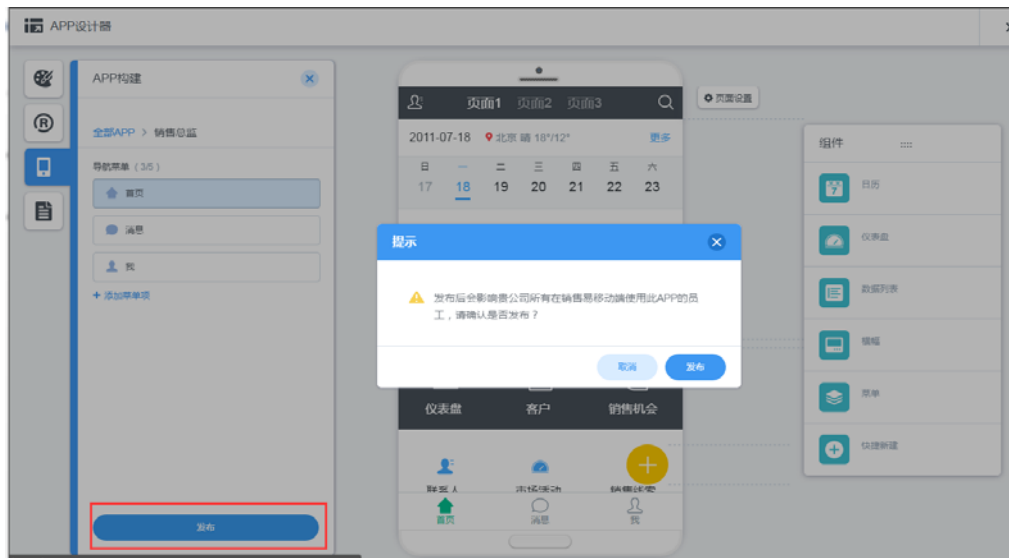 APP设计器
APP构建
全部APP > 销售总监
导航菜单（3/5）
首页
消息
我
+ 添加菜单项
发布
页面1 页面2 页面3
页面设置
2011-07-18 北京 晴 18°/12° 更多
日 一 二 三 四 五 六
17 18 19 20 21 22 23
提示
发布后会影响贵公司所有在销售易移动端使用此APP的员
工，请确认是否发布？
取消 发布
仪表盘 客户 销售机会
联系人 市场活动 销售线索
首页 消息 我
组件
日历
仪表盘
数据列表
横幅
菜单
快捷新建